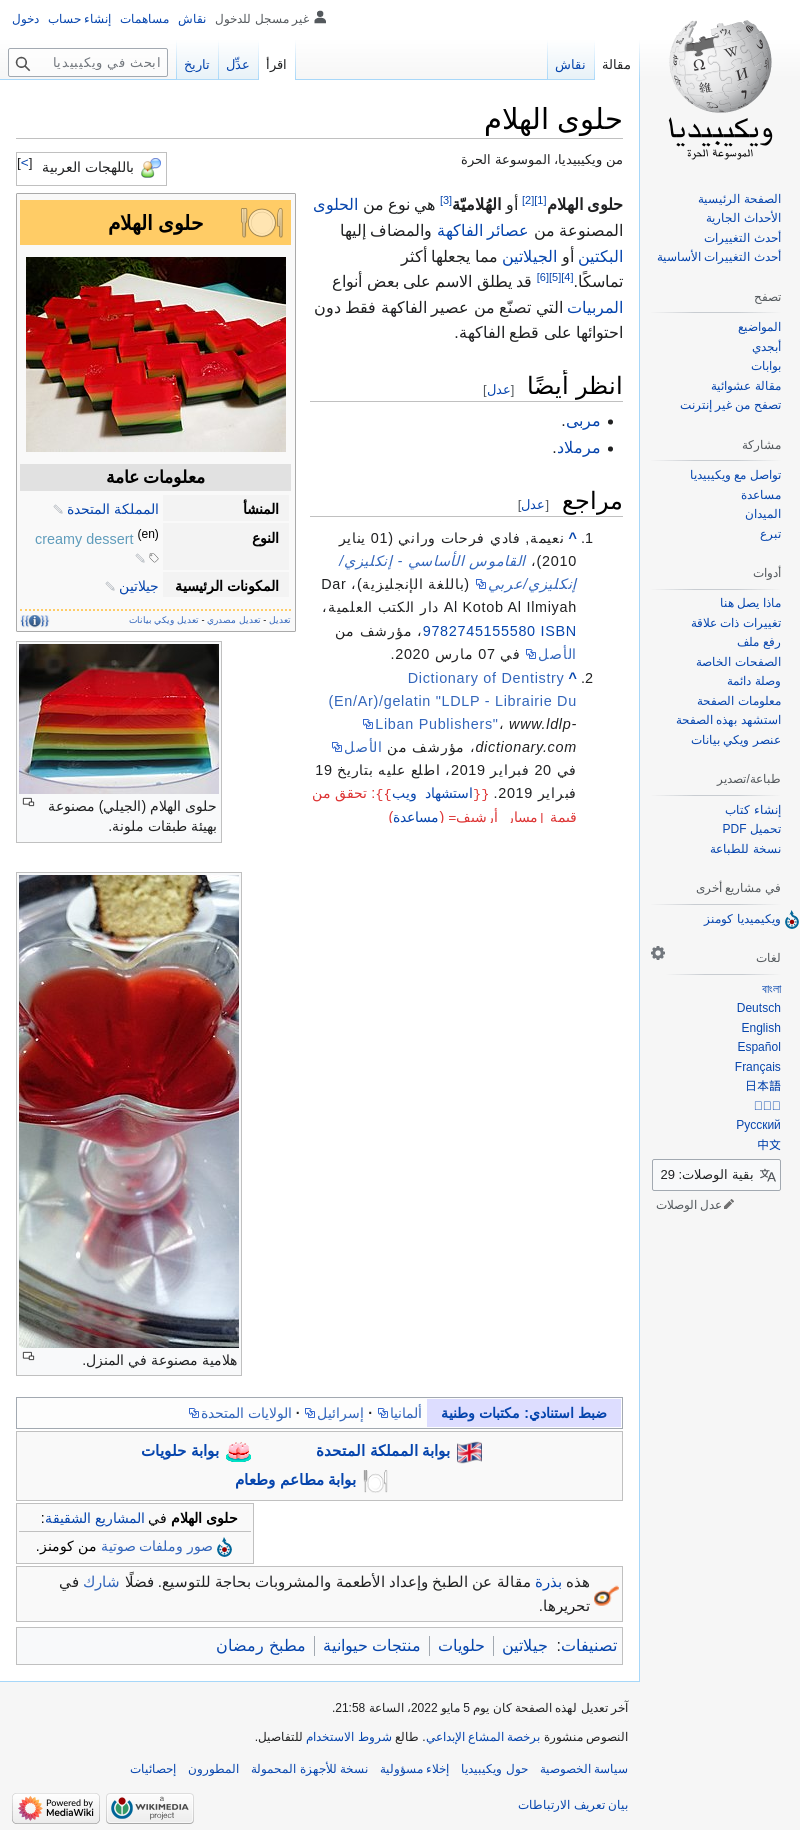 غير مسجل للدخول نقاش مساهمات إنشاء حساب دخول
مقالة نقاش
اقرأ عدّل تاريخ
ابحث في ويكيبيديا
ويكيبيديا
الموسوعة الحرة
الصفحة الرئيسية
الأحداث الجارية
أحدث التغييرات
أحدث التغييرات الأساسية
تصفح
المواضيع
أبجدي
بوابات
مقالة عشوائية
تصفح من غير إنترنت
مشاركة
تواصل مع ويكيبيديا
مساعدة
الميدان
تبرع
أدوات
ماذا يصل هنا
تغييرات ذات علاقة
رفع ملف
الصفحات الخاصة
وصلة دائمة
معلومات الصفحة
استشهد بهذه الصفحة
عنصر ويكي بيانات
طباعة/تصدير
إنشاء كتاب
تحميل PDF
نسخة للطباعة
في مشاريع أخرى
ويكيميديا كومنز
لغات
বাংলা
Deutsch
English
Español
Français
日本語
Русский
中文
بقية الوصلات: 29
عدل الوصلات
حلوى الهلام
من ويكيبيديا، الموسوعة الحرة
باللهجات العربية [>]
حلوى الهلام
معلومات عامة
المنشأ المملكة المتحدة
النوع creamy dessert (en)
المكونات الرئيسية جيلاتين
تعديل - تعديل مصدري - تعديل ويكي بيانات
حلوى الهلام[1][2] أو الهُلاميّة[3] هي نوع من الحلوى
المصنوعة من عصائر الفاكهة والمضاف إليها
البكتين أو الجيلاتين مما يجعلها أكثر
تماسكًا.[4][5][6] قد يطلق الاسم على بعض أنواع
المربيات التي تصنّع من عصير الفاكهة فقط دون
احتوائها على قطع الفاكهة.
انظر أيضًا [عدل]
مربى.
مرملاد.
مراجع [عدل]
1. ^ نعيمة, فادي فرحات وراني (01 يناير
2010)، القاموس الأساسي - إنكليزي/
إنكليزي/عربي (باللغة الإنجليزية)، Dar
Al Kotob Al Ilmiyah دار الكتب العلمية،
ISBN 9782745155580، مؤرشف من
الأصل في 07 مارس 2020.
2. ^ Dictionary of Dentistry
(En/Ar)/gelatin "LDLP - Librairie Du
Liban Publishers"، www.ldlp-
dictionary.com، مؤرشف من الأصل
في 20 فبراير 2019، اطلع عليه بتاريخ 19
فبراير 2019. {{استشهاد ويب}}: تحقق من
قيمة |مسار أرشيف= (مساعدة)
حلوى الهلام (الجيلي) مصنوعة
بهيئة طبقات ملونة.
هلامية مصنوعة في المنزل.
ضبط استنادي: مكتبات وطنية ألمانيا · إسرائيل · الولايات المتحدة
بوابة المملكة المتحدة بوابة حلويات
بوابة مطاعم وطعام
حلوى الهلام في المشاريع الشقيقة:
صور وملفات صوتية من كومنز.
هذه بذرة مقالة عن الطبخ وإعداد الأطعمة والمشروبات بحاجة للتوسيع. فضلًا شارك في
تحريرها.
تصنيفات: جيلاتين | حلويات | منتجات حيوانية | مطبخ رمضان
آخر تعديل لهذه الصفحة كان يوم 5 مايو 2022، الساعة 21:58.
النصوص منشورة برخصة المشاع الإبداعي. طالع شروط الاستخدام للتفاصيل.
سياسة الخصوصية حول ويكيبيديا إخلاء مسؤولية نسخة للأجهزة المحمولة المطورون إحصائيات
بيان تعريف الارتباطات
a WIKIMEDIA project
Powered by MediaWiki